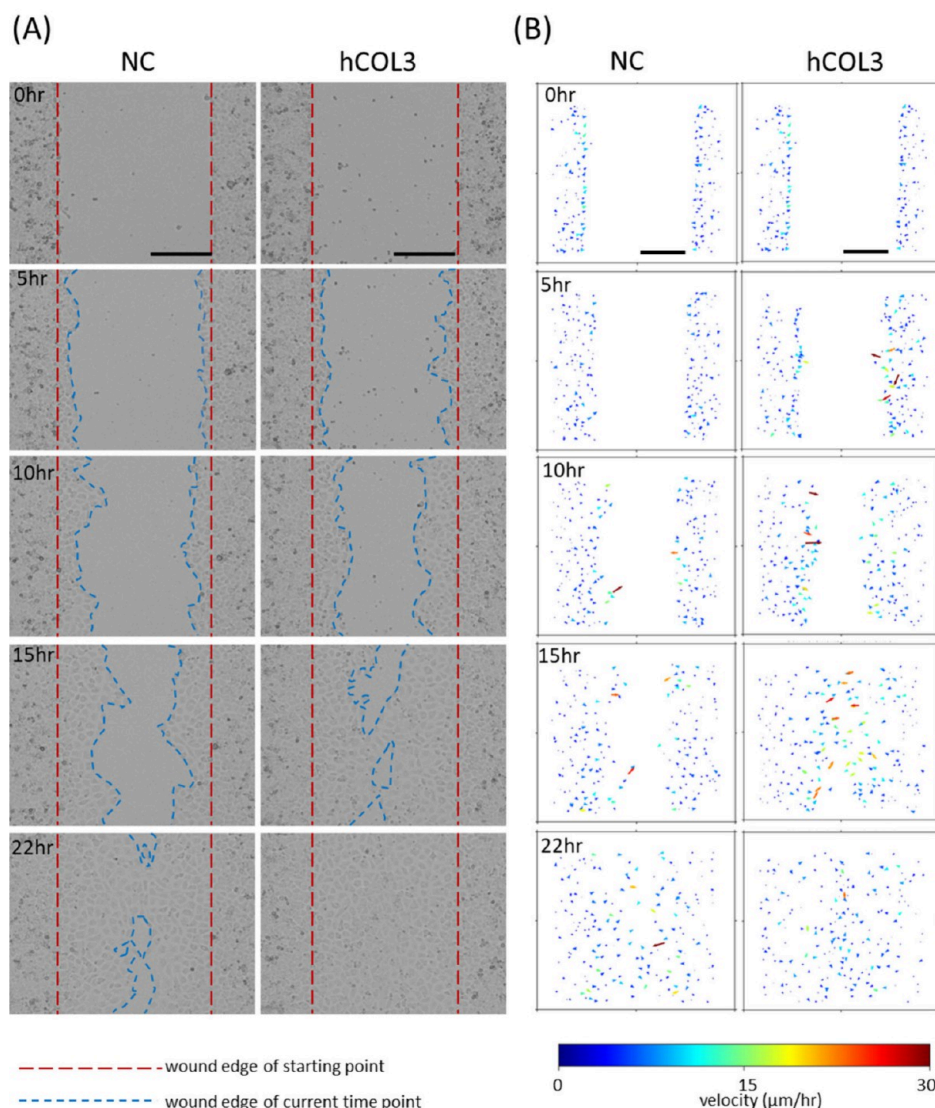 (A)
(B)
NC
hCOL3
NC
hCOL3
0hr
0hr
5hr
5hr
10hr
10hr
15hr
15hr
22hr
22hr
wound edge of starting point
wound edge of current time point
0
15
30
velocity (μm/hr)